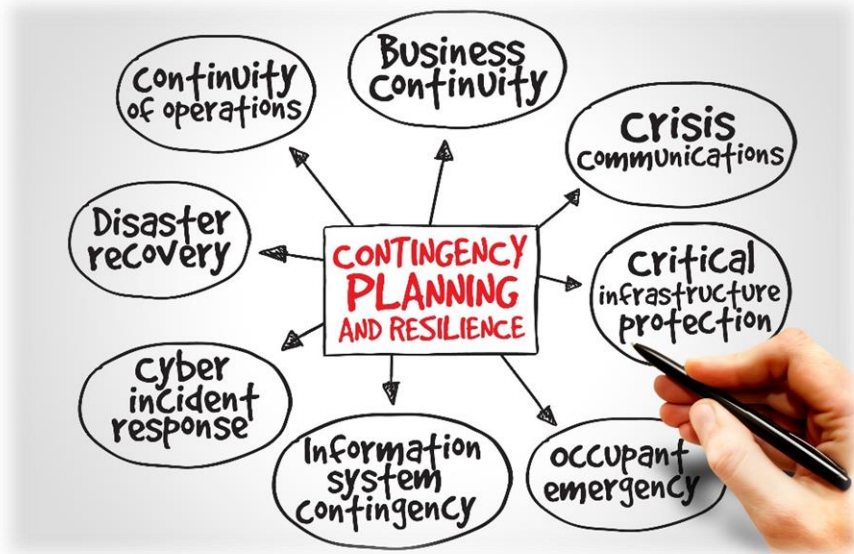 Business
continuity
continuity
of operations
crisis
communications
Disaster
recovery
CONTINGENCY
PLANNING
AND RESILIENCE
critical
infrastructure
protection
cyber
incident
response
Information
system
contingency
occupant
emergency